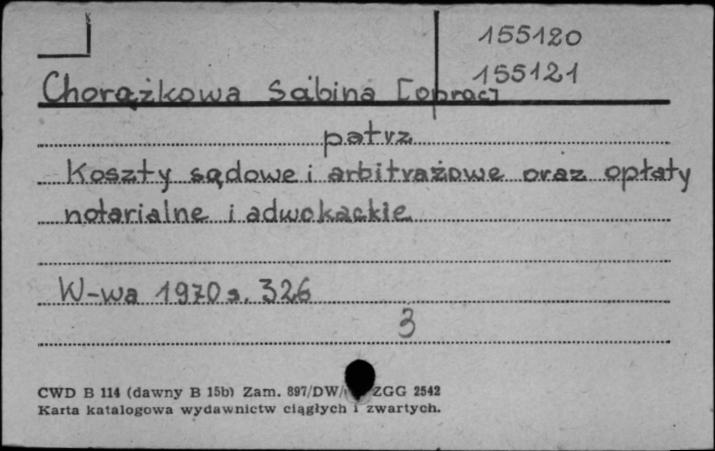 155120
155121
Chorążkowa Sabina [oprac]
patrz
Koszty sądowe i arbitrażowe oraz opłaty
notarialne i adwokackie
W-wa 1970 s. 326
3
CWD B 114 (dawny B 15b) Zam. 897/DW/ ZGG 2542
Karta katalogowa wydawnictw ciągłych i zwartych.